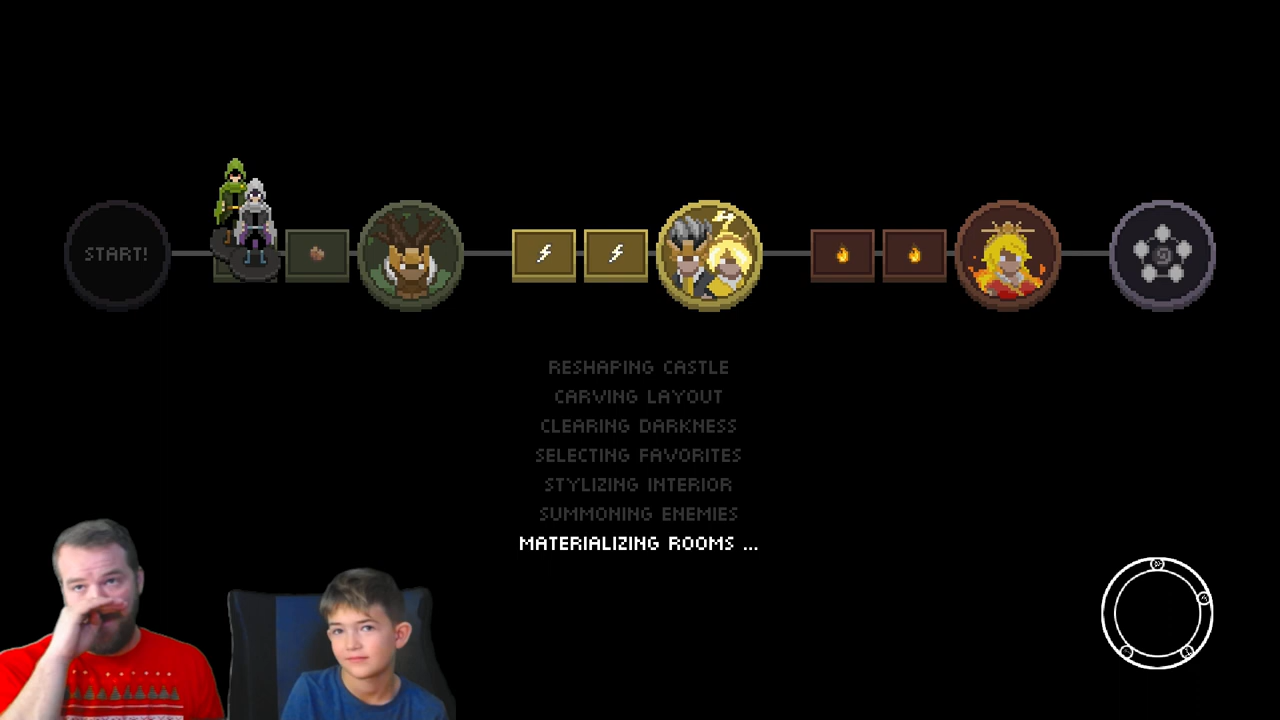 START!
RESHAPING CASTLE
CARVING LAYOUT
CLEARING DARKNESS
SELECTING FAVORITES
STYLIZING INTERIOR
SUMMONING ENEMIES
MATERIALIZING ROOMS ...